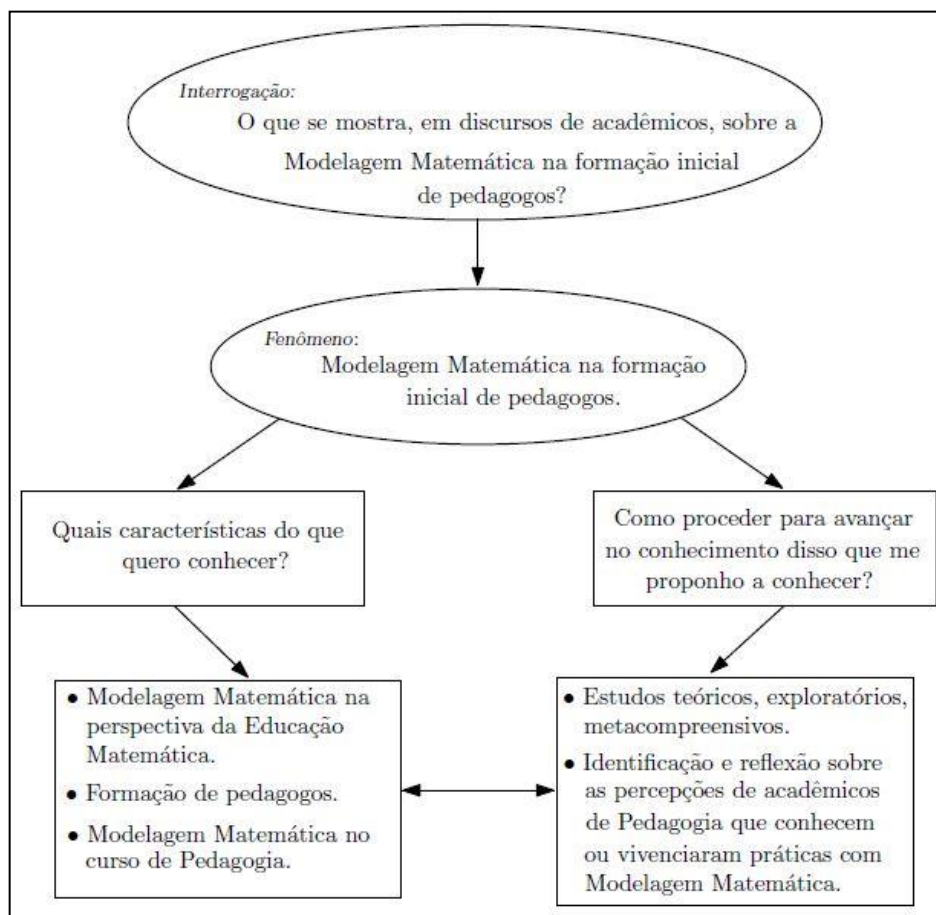 Interrogação:
O que se mostra, em discursos de acadêmicos, sobre a
Modelagem Matemática na formação inicial
de pedagogos?
Fenômeno:
Modelagem Matemática na formação
inicial de pedagogos.
Quais características do que
quero conhecer?
Como proceder para avançar
no conhecimento disso que me
proponho a conhecer?
• Modelagem Matemática na
perspectiva da Educação
Matemática.
• Formação de pedagogos.
• Modelagem Matemática no
curso de Pedagogia.
• Estudos teóricos, exploratórios,
metacompreensivos.
• Identificação e reflexão sobre
as percepções de acadêmicos
de Pedagogia que conhecem
ou vivenciaram práticas com
Modelagem Matemática.